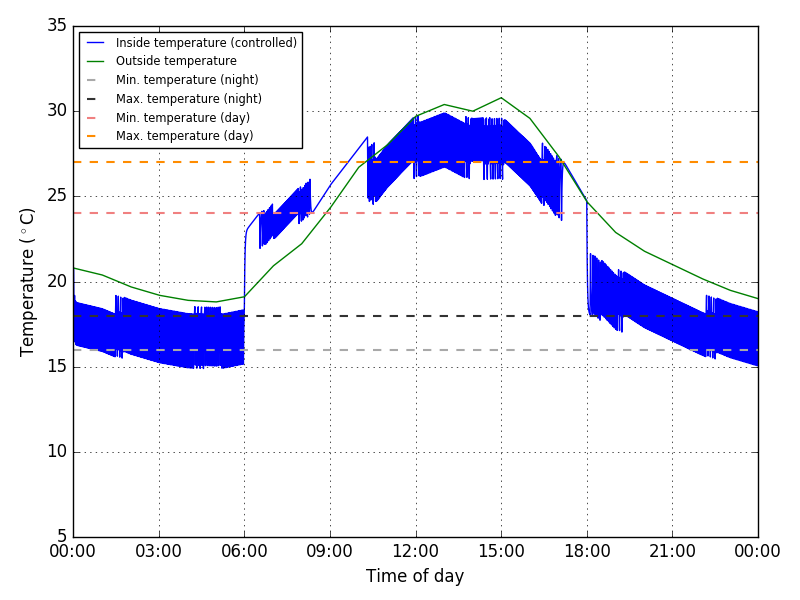 35
30
25
20
15
10
5
Temperature (°C)
Inside temperature (controlled)
Outside temperature
Min. temperature (night)
Max. temperature (night)
Min. temperature (day)
Max. temperature (day)
00:00 03:00 06:00 09:00 12:00 15:00 18:00 21:00 00:00
Time of day